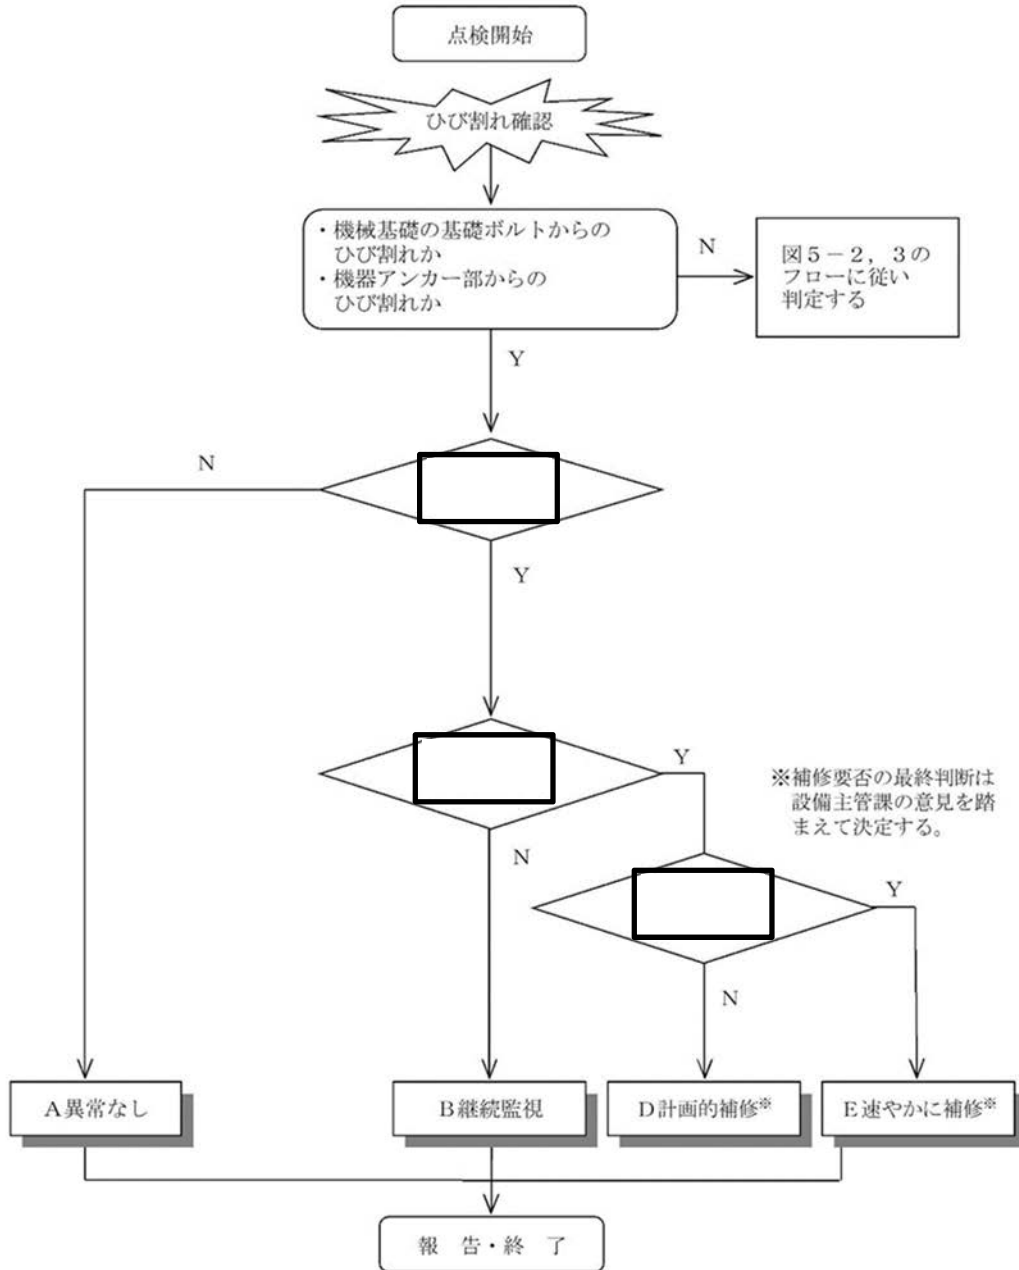 点検開始
ひび割れ確認
・機械基礎の基礎ボルトからの
ひび割れか
・機器アンカー部からの
ひび割れか
N
図5-2,3の
フローに従い
判定する
Y
N
Y
Y
※補修要否の最終判断は
設備主管課の意見を踏
まえて決定する。
N
Y
N
A異常なし
B継続監視
D計画的補修※
E速やかに補修※
報 告・終 了